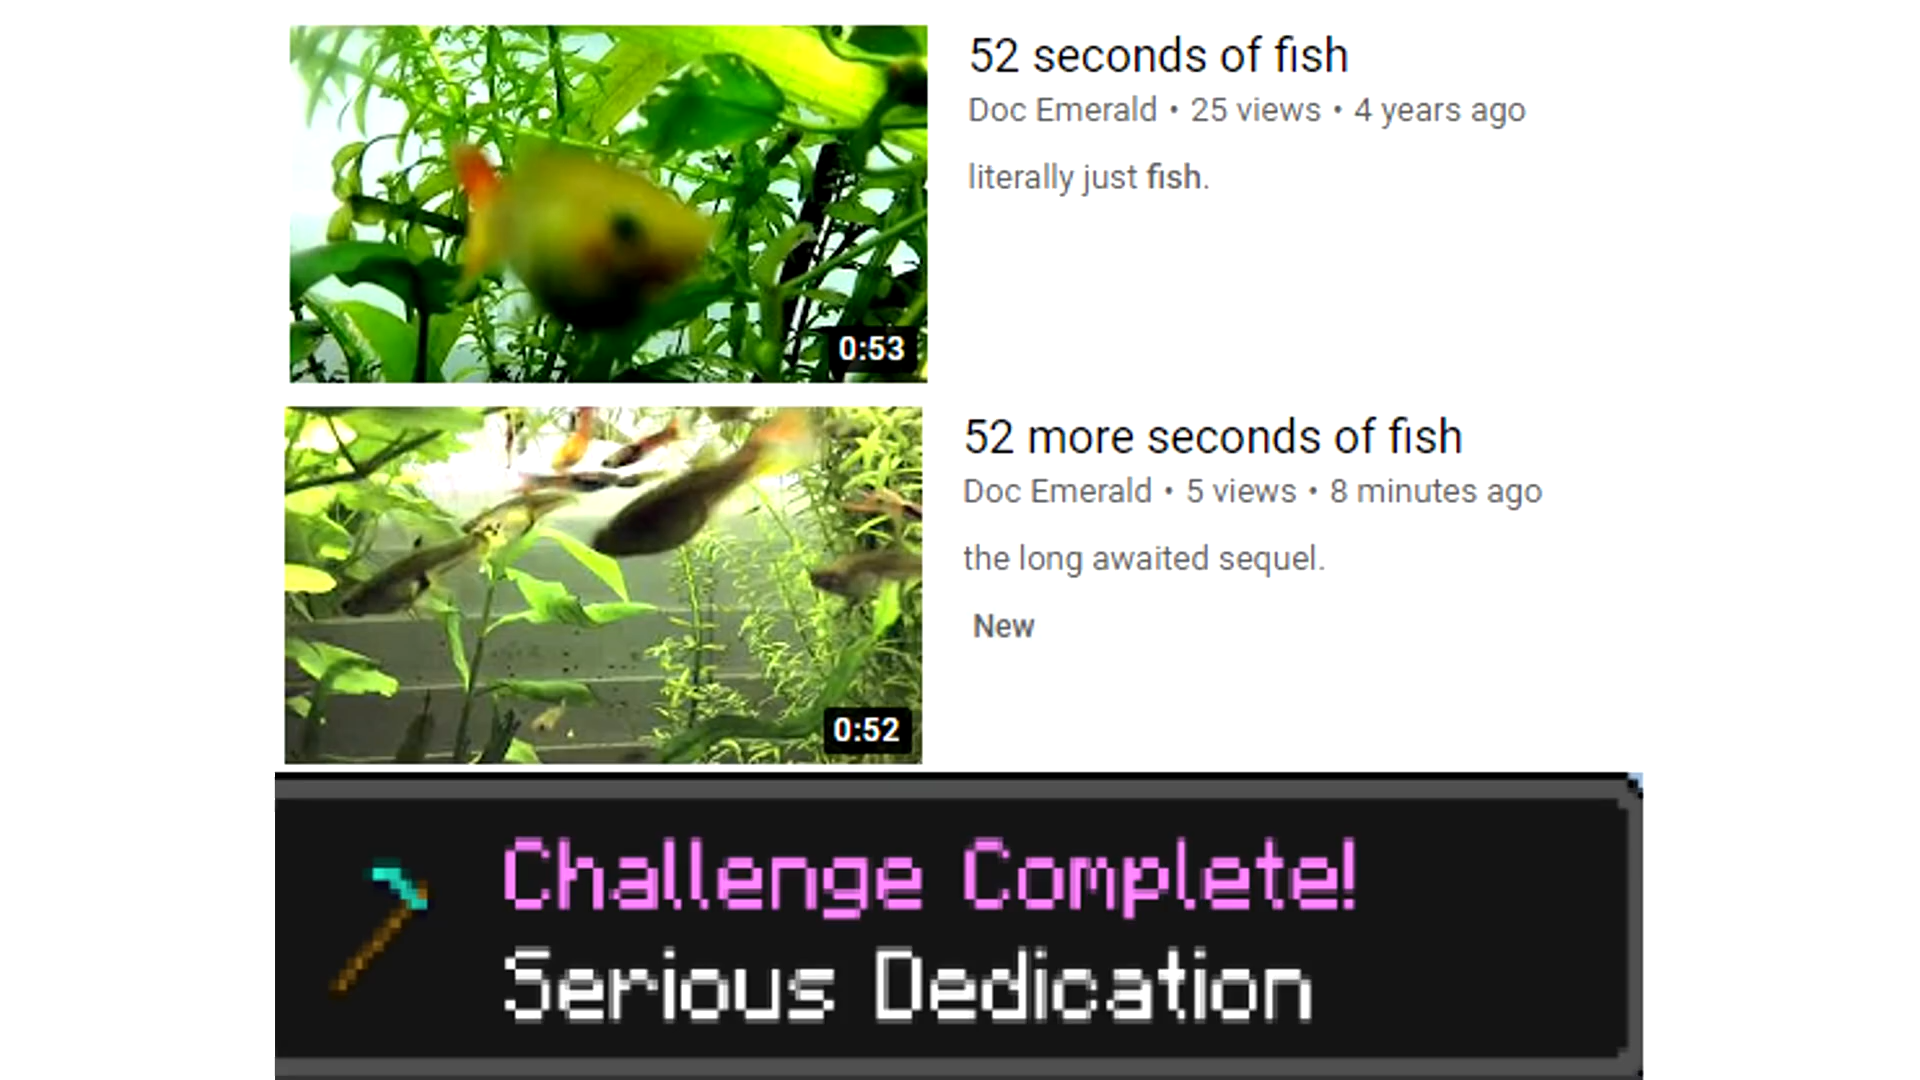 52 seconds of fish
Doc Emerald • 25 views • 4 years ago
literally just fish.
0:53
52 more seconds of fish
Doc Emerald • 5 views • 8 minutes ago
the long awaited sequel.
New
0:52
Challenge Complete!
Serious Dedication